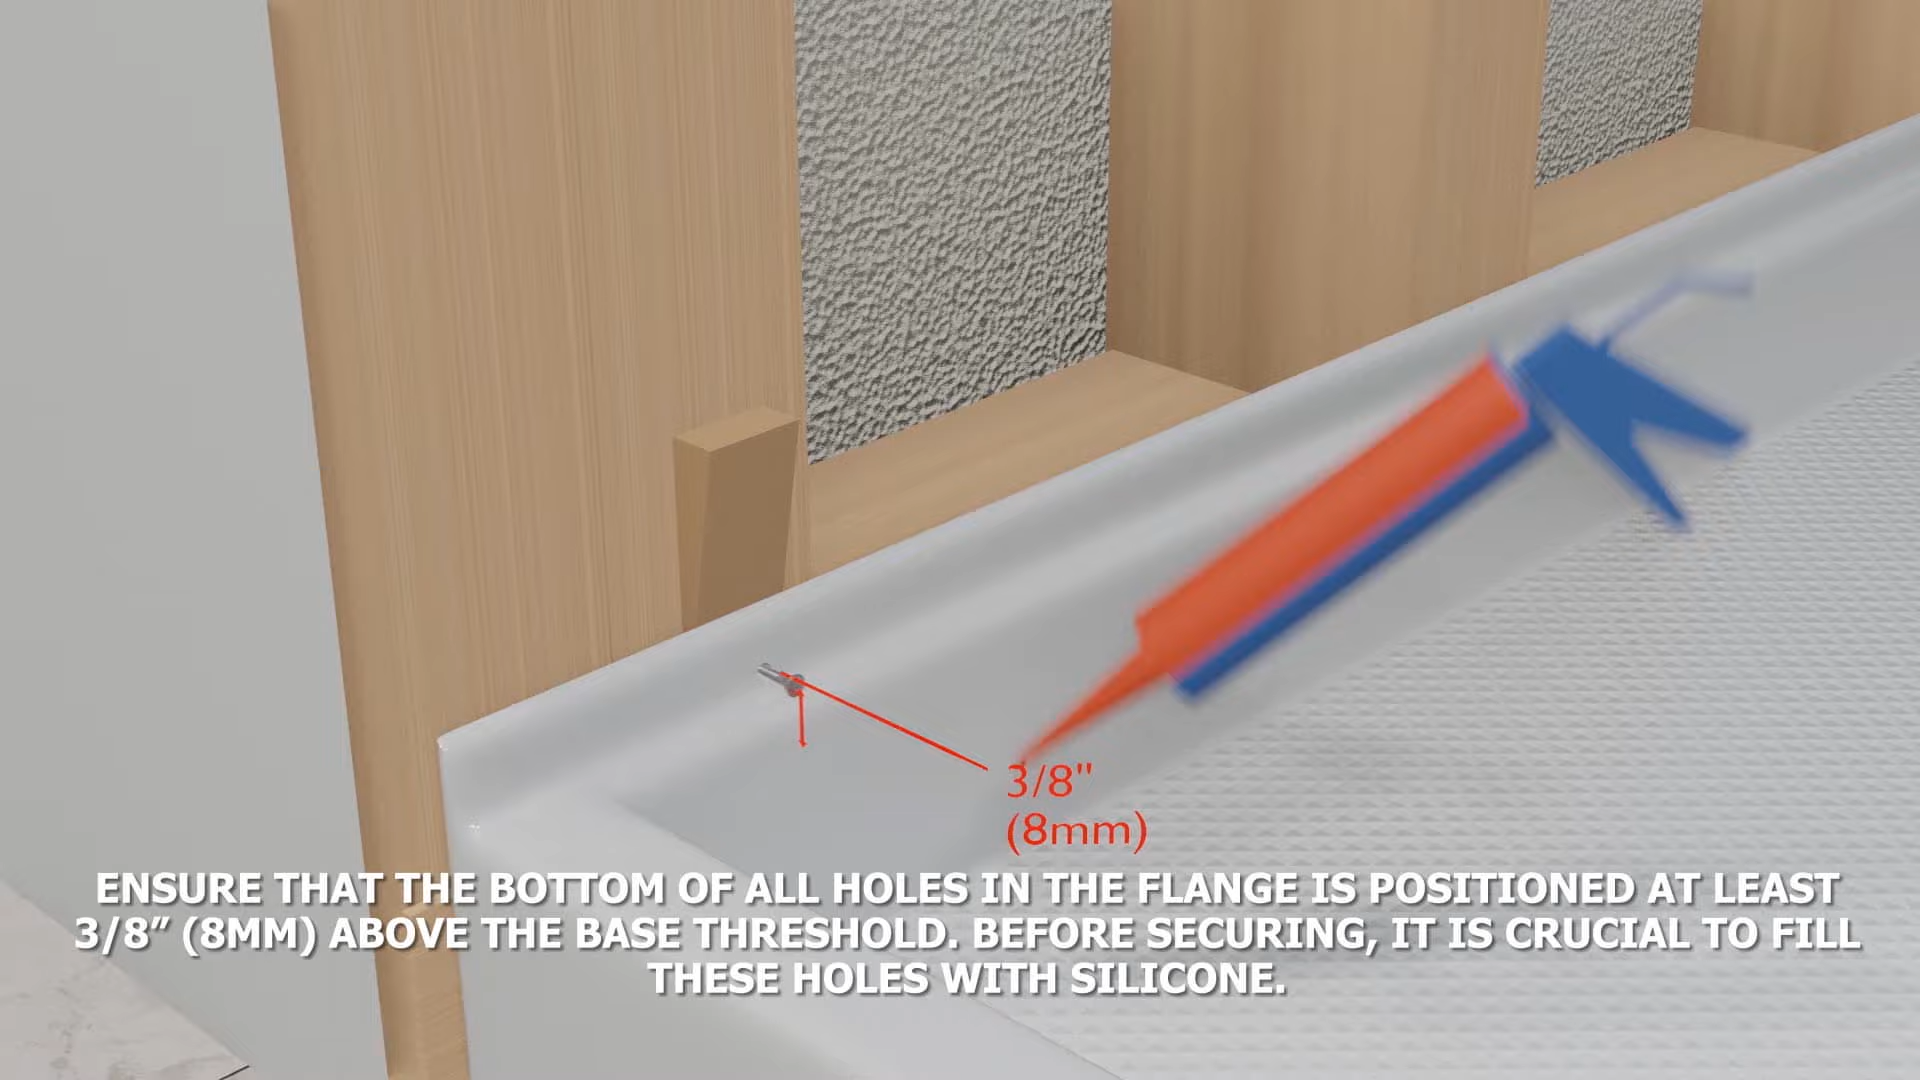 3/8"
(8mm)
ENSURE THAT THE BOTTOM OF ALL HOLES IN THE FLANGE IS POSITIONED AT LEAST
3/8” (8MM) ABOVE THE BASE THRESHOLD. BEFORE SECURING, IT IS CRUCIAL TO FILL
THESE HOLES WITH SILICONE.